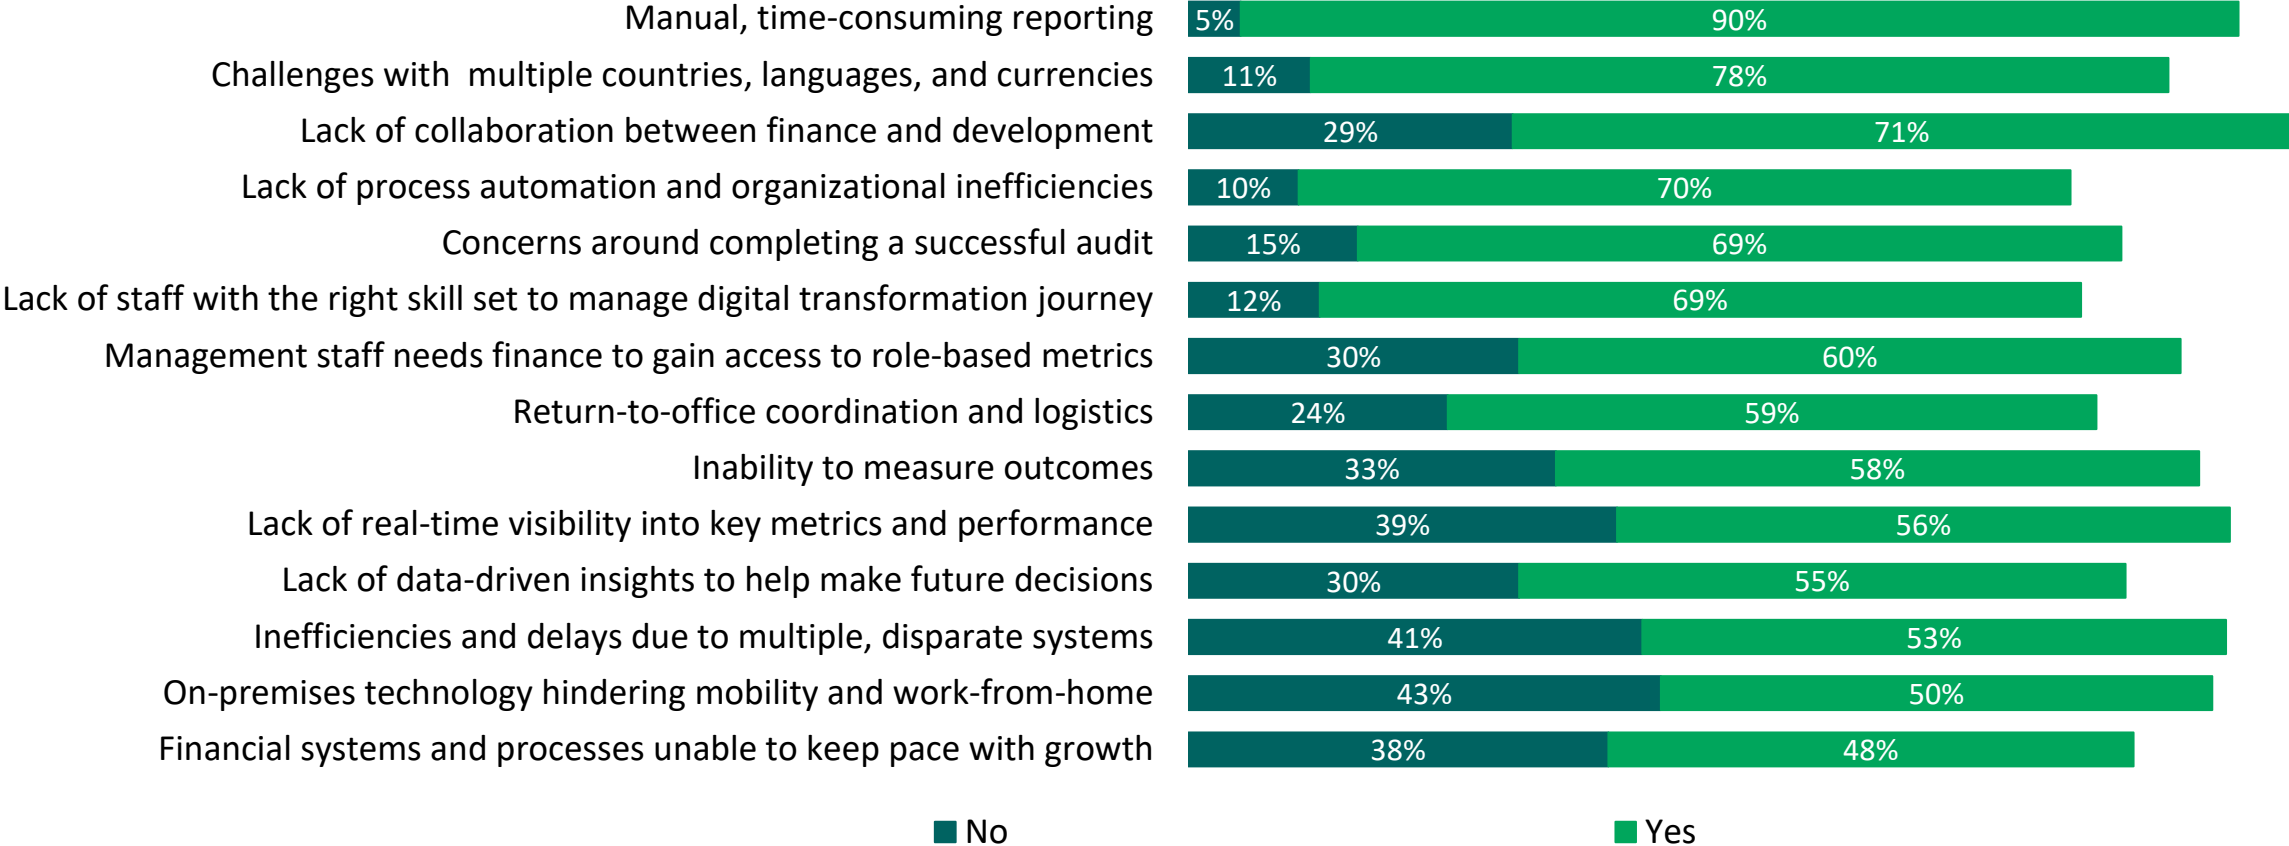 Manual, time-consuming reporting 5% 90%
Challenges with  multiple countries, languages, and currencies 11% 78%
Lack of collaboration between finance and development 29% 71%
Lack of process automation and organizational inefficiencies 10% 70%
Concerns around completing a successful audit 15% 69%
Lack of staff with the right skill set to manage digital transformation journey 12% 69%
Management staff needs finance to gain access to role-based metrics 30% 60%
Return-to-office coordination and logistics 24% 59%
Inability to measure outcomes 33% 58%
Lack of real-time visibility into key metrics and performance 39% 56%
Lack of data-driven insights to help make future decisions 30% 55%
Inefficiencies and delays due to multiple, disparate systems 41% 53%
On-premises technology hindering mobility and work-from-home 43% 50%
Financial systems and processes unable to keep pace with growth 38% 48%
No Yes